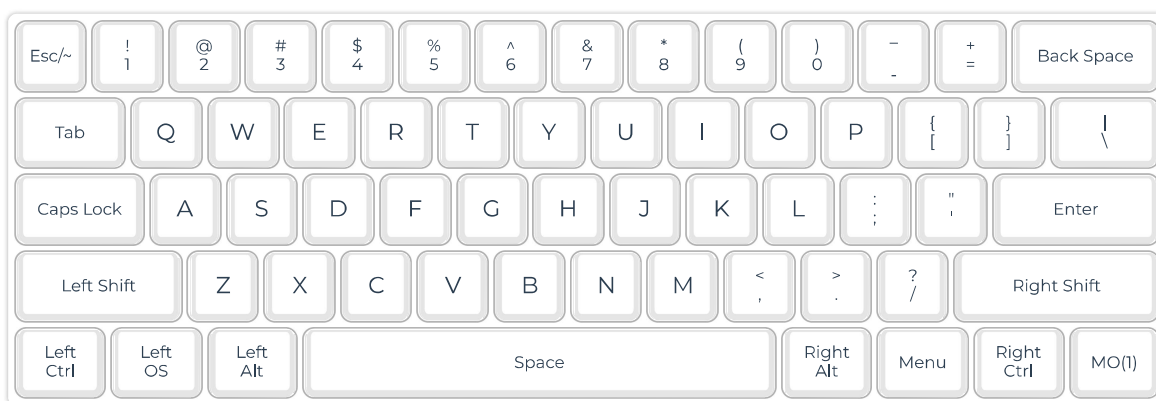 Esc/~ ! 1 @ 2 # 3 $ 4 % 5 ^ 6 & 7 * 8 ( 9 ) 0 _ - + = Back Space
Tab Q W E R T Y U I O P { [ } ] | \
Caps Lock A S D F G H J K L : ; " ' Enter
Left Shift Z X C V B N M < , > . ? / Right Shift
Left Ctrl Left OS Left Alt Space Right Alt Menu Right Ctrl MO(1)